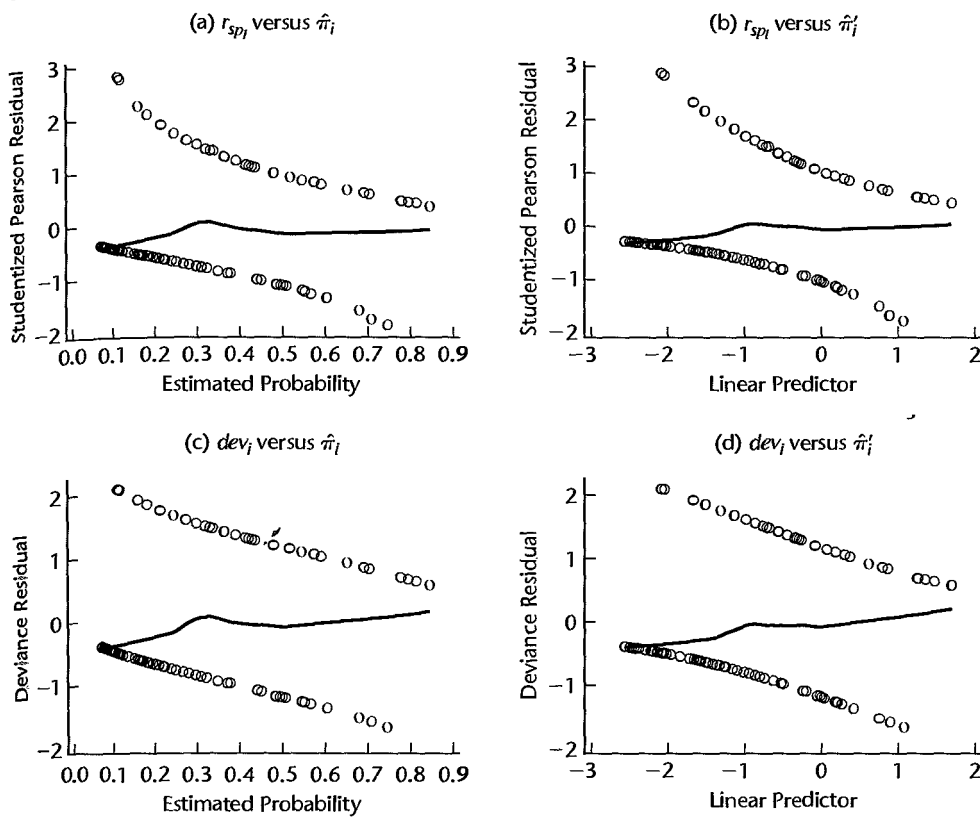 (a) r_{sp_i} versus π̂_i
Studentized Pearson Residual
3
2
1
0
−1
−2
0.0 0.1 0.2 0.3 0.4 0.5 0.6 0.7 0.8 0.9
Estimated Probability
(b) r_{sp_i} versus π̂′_i
Studentized Pearson Residual
3
2
1
0
−1
−2
−3 −2 −1 0 1 2
Linear Predictor
(c) dev_i versus π̂_i
Deviance Residual
2
1
0
−1
−2
0.0 0.1 0.2 0.3 0.4 0.5 0.6 0.7 0.8 0.9
Estimated Probability
(d) dev_i versus π̂′_i
Deviance Residual
2
1
0
−1
−2
−3 −2 −1 0 1 2
Linear Predictor